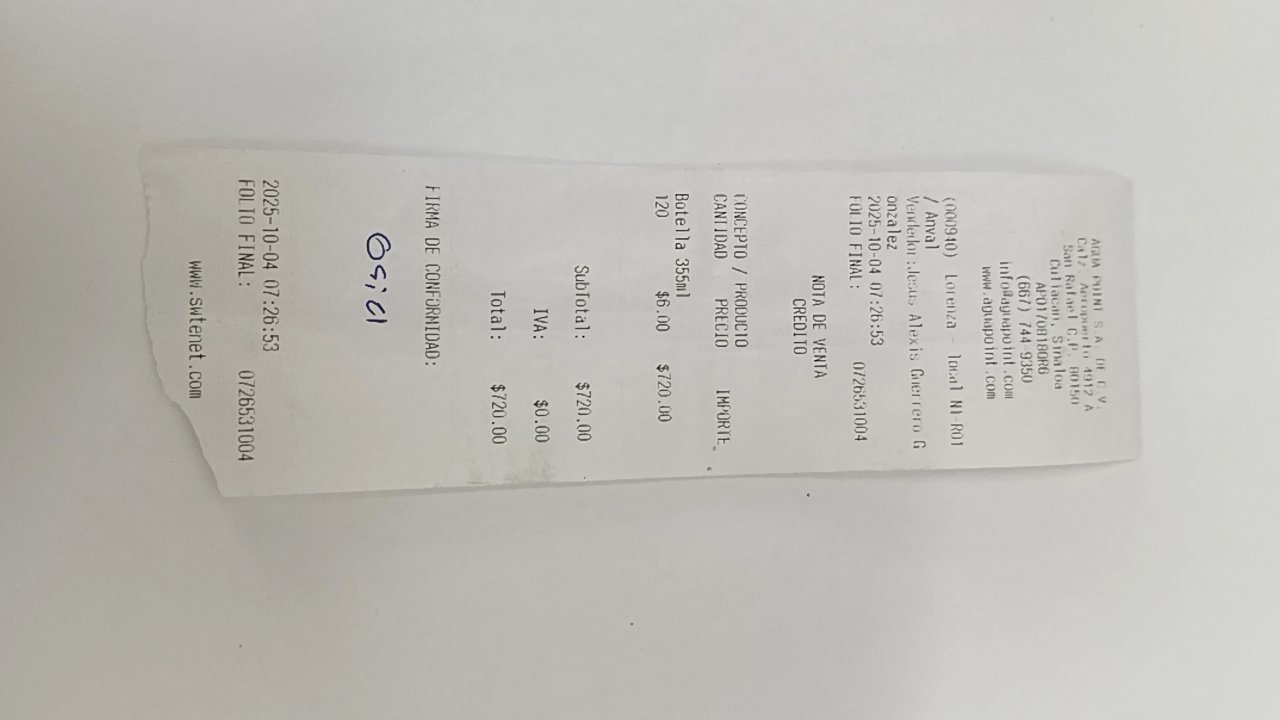 AGUA POINT S.A. DE C.V.
Calz Aeropuerto 4912 A
San Rafael C.P. 80150
Culiacan, Sinaloa
APO170818QR6
(667) 744-9350
info@aguapoint.com
www.aguapoint.com
(000940) Lorenza - local N1-R01
/ Anval
Vendedor:Jesus Alexis Guerrero G
onzalez
2025-10-04 07:26:53
FOLIO FINAL: 0726531004
NOTA DE VENTA
CREDITO
CONCEPTO / PRODUCTO
CANTIDAD PRECIO IMPORTE
Botella 355ml
120 $6.00 $720.00
SubTotal: $720.00
IVA: $0.00
Total: $720.00
FIRMA DE CONFORMIDAD:
2025-10-04 07:26:53
FOLIO FINAL: 0726531004
www.swtenet.com